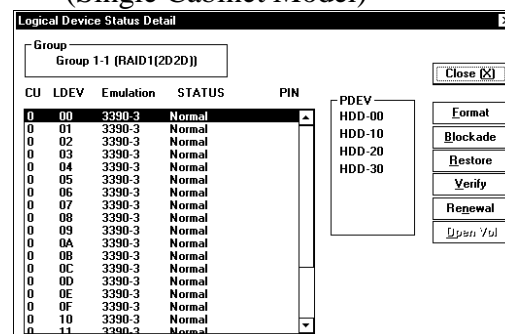 (Single Cabinet Model)
Logical Device Status Detail
Group
Group 1-1 (RAID1(2D2D))
Close (X)
CU LDEV Emulation STATUS PIN
0 00 3390-3 Normal
0 01 3390-3 Normal
0 02 3390-3 Normal
0 03 3390-3 Normal
0 04 3390-3 Normal
0 05 3390-3 Normal
0 06 3390-3 Normal
0 07 3390-3 Normal
0 08 3390-3 Normal
0 09 3390-3 Normal
0 0A 3390-3 Normal
0 0B 3390-3 Normal
0 0C 3390-3 Normal
0 0D 3390-3 Normal
0 0E 3390-3 Normal
0 0F 3390-3 Normal
0 10 3390-3 Normal
0 11 3390-3 Normal
PDEV
HDD-00
HDD-10
HDD-20
HDD-30
Format
Blockade
Restore
Verify
Renewal
Open Vol